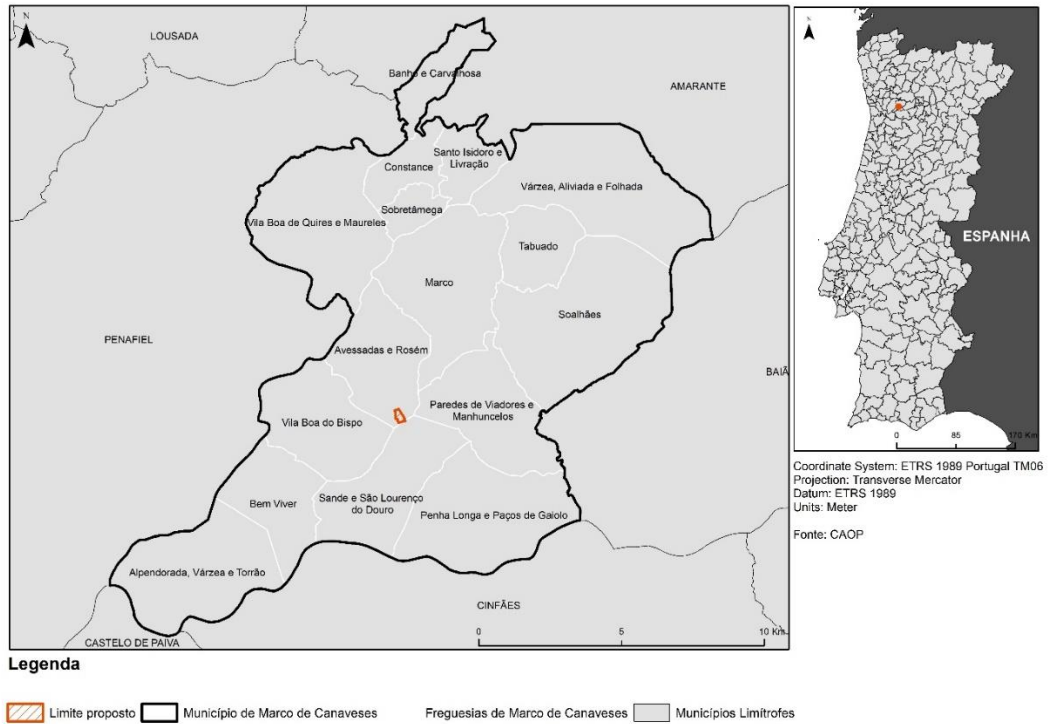 N
LOUSADA
Banho e Carvalhosa
AMARANTE
Santo Isidoro e
Livração
Constance
Várzea, Aliviada e Folhada
Sobretâmega
Vila Boa de Quires e Maureles
Tabuado
Marco
Soalhães
PENAFIEL
Avessadas e Rosém
BAIÃ
Paredes de Viadores e
Manhuncelos
Vila Boa do Bispo
Bem Viver
Sande e São Lourenço
do Douro
Penha Longa e Paços de Gaiolo
Alpendorada, Várzea e Torrão
CINFÃES
CASTELO DE PAIVA
0 5 10 Km
N
ESPANHA
0 85 170 Km
Coordinate System: ETRS 1989 Portugal TM06
Projection: Transverse Mercator
Datum: ETRS 1989
Units: Meter
Fonte: CAOP
Legenda
Limite proposto Município de Marco de Canaveses Freguesias de Marco de Canaveses Municípios Limítrofes